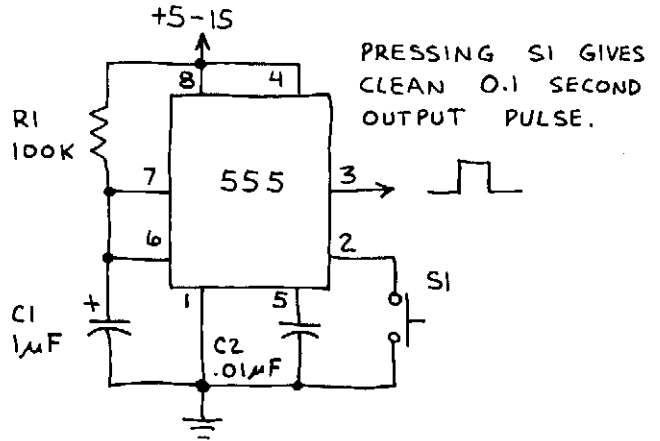 +5-15
PRESSING S1 GIVES
CLEAN 0.1 SECOND
OUTPUT PULSE.
8 4
R1
100K
7 555 3
6 2
1 5
S1
C1 +
1µF
C2
.01µF